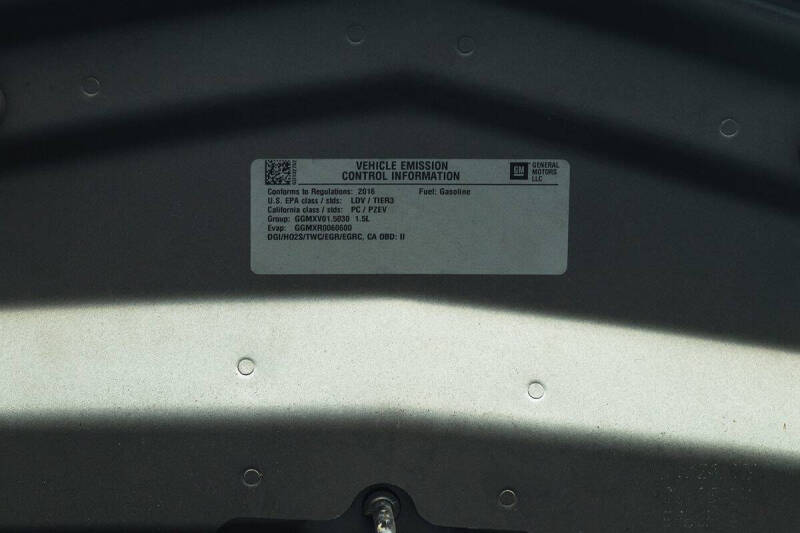 VEHICLE EMISSION
CONTROL INFORMATION
GM
GENERAL
MOTORS
LLC
Conforms to Regulations: 2016 Fuel: Gasoline
U.S. EPA class / stds: LDV / TIER3
California class / stds: PC / PZEV
Group: GGMXV01.5030 1.5L
Evap: GGMXR0060600
DGI/HO2S/TWC/EGR/EGRC, CA OBD: II